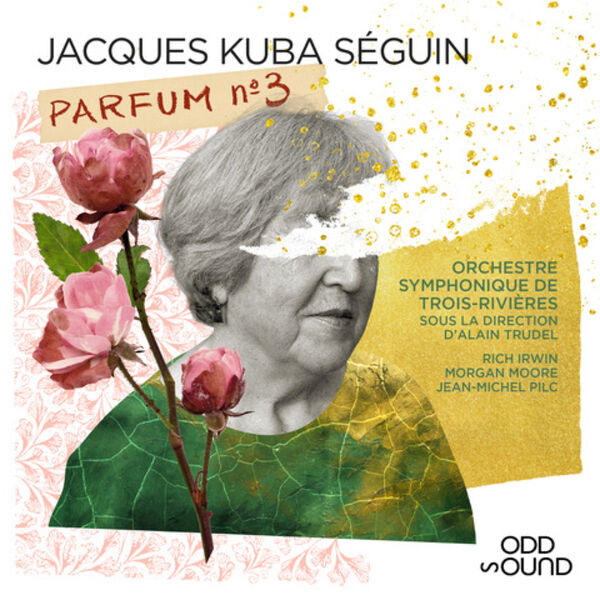 JACQUES KUBA SÉGUIN
PARFUM nº3
ORCHESTRE
SYMPHONIQUE DE
TROIS-RIVIÈRES
SOUS LA DIRECTION
D'ALAIN TRUDEL
RICH IRWIN
MORGAN MOORE
JEAN-MICHEL PILC
ODD
SOUND